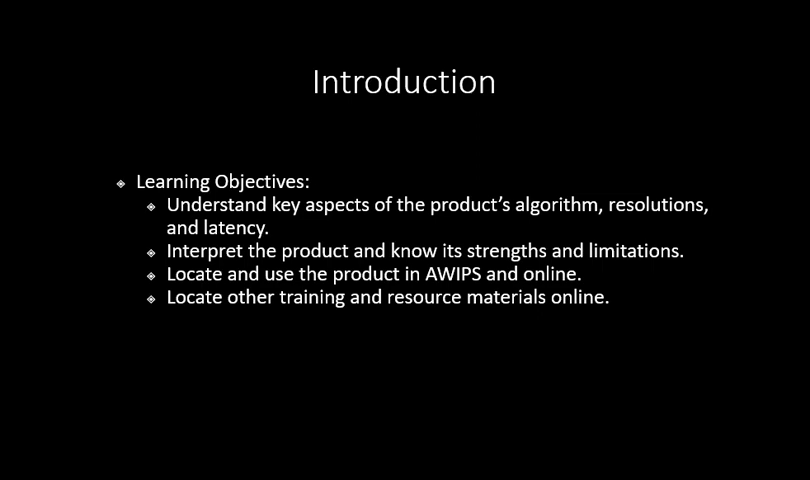 Introduction
Learning Objectives:
Understand key aspects of the product’s algorithm, resolutions,
and latency.
Interpret the product and know its strengths and limitations.
Locate and use the product in AWIPS and online.
Locate other training and resource materials online.